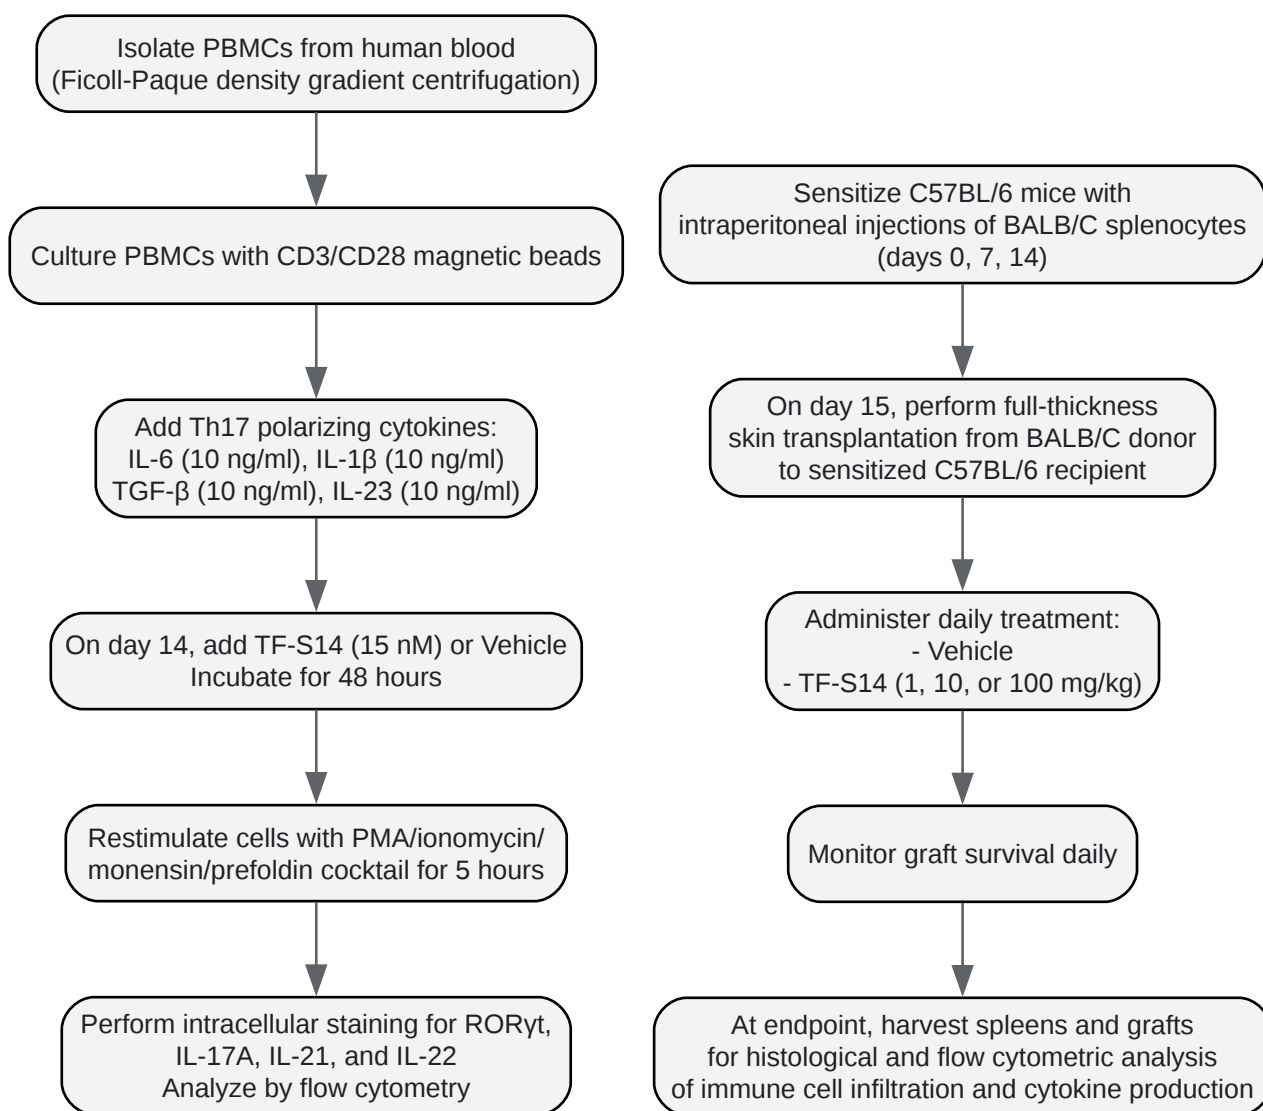 Isolate PBMCs from human blood
(Ficoll-Paque density gradient centrifugation)
Culture PBMCs with CD3/CD28 magnetic beads
Add Th17 polarizing cytokines:
IL-6 (10 ng/ml), IL-1β (10 ng/ml)
TGF-β (10 ng/ml), IL-23 (10 ng/ml)
On day 14, add TF-S14 (15 nM) or Vehicle
Incubate for 48 hours
Restimulate cells with PMA/ionomycin/
monensin/prefoldin cocktail for 5 hours
Perform intracellular staining for RORγt,
IL-17A, IL-21, and IL-22
Analyze by flow cytometry
Sensitize C57BL/6 mice with
intraperitoneal injections of BALB/C splenocytes
(days 0, 7, 14)
On day 15, perform full-thickness
skin transplantation from BALB/C donor
to sensitized C57BL/6 recipient
Administer daily treatment:
- Vehicle
- TF-S14 (1, 10, or 100 mg/kg)
Monitor graft survival daily
At endpoint, harvest spleens and grafts
for histological and flow cytometric analysis
of immune cell infiltration and cytokine production